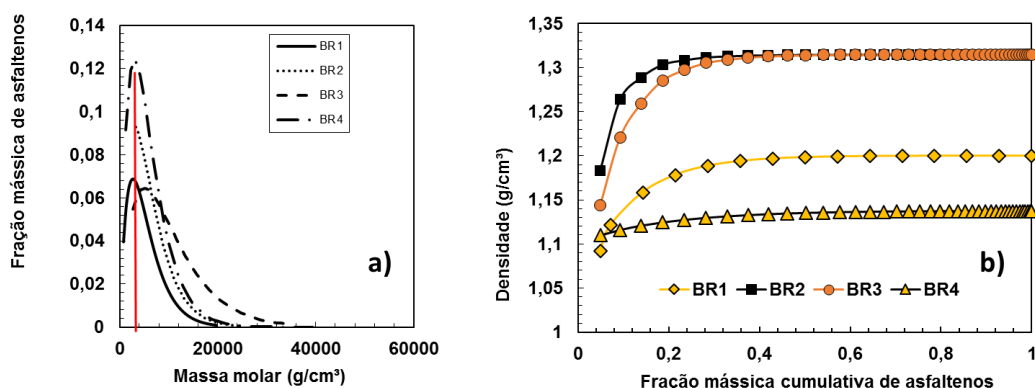 Fração mássica de asfaltenos
0,14
0,12
0,1
0,08
0,06
0,04
0,02
0
BR1
BR2
BR3
BR4
a)
0
20000
40000
60000
Massa molar (g/cm³)
Densidade (g/cm³)
1,35
1,3
1,25
1,2
1,15
1,1
1,05
1
b)
BR1 BR2 BR3 BR4
0 0,2 0,4 0,6 0,8 1
Fração mássica cumulativa de asfaltenos